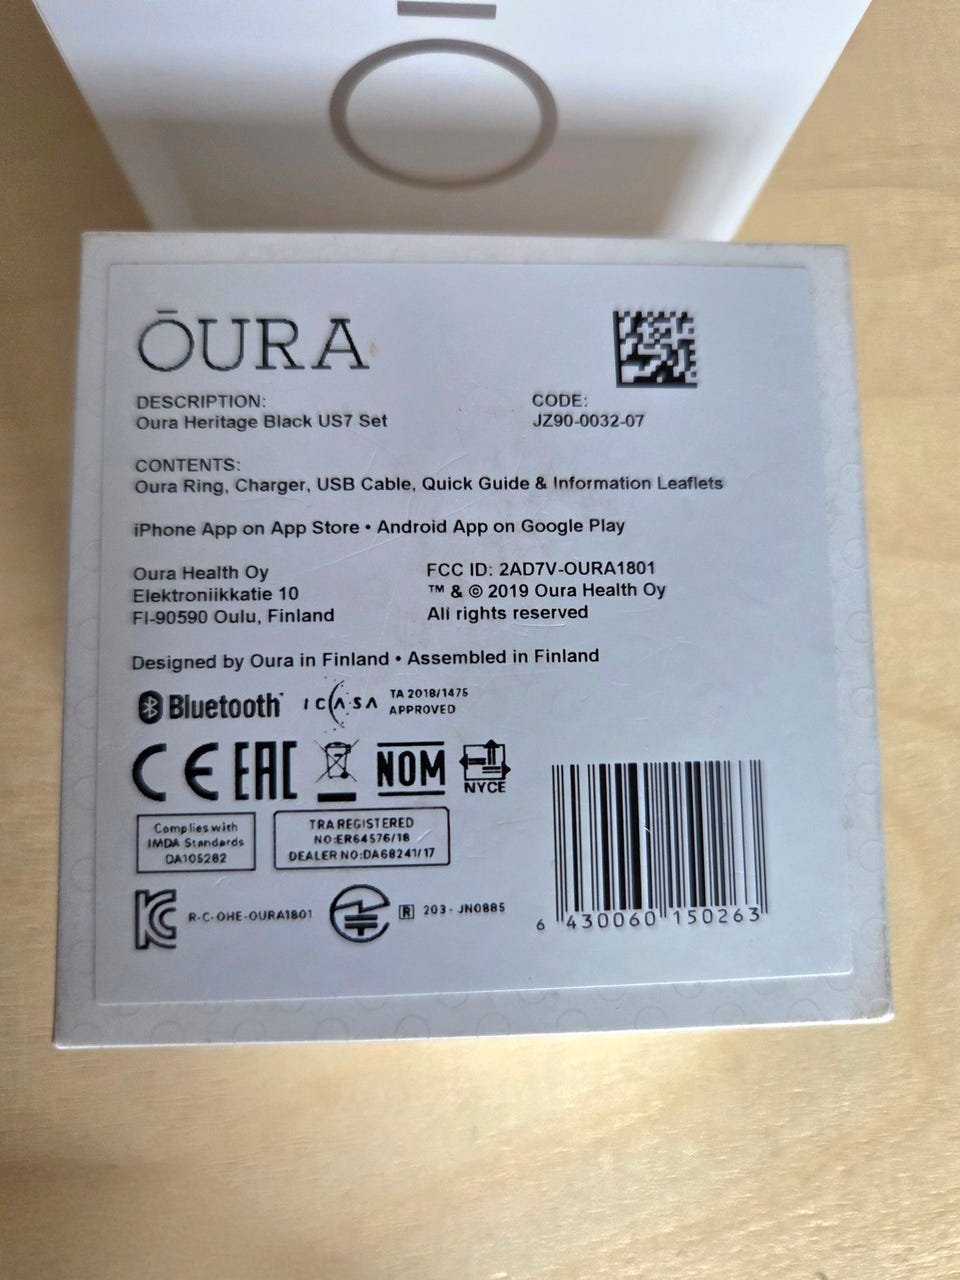 ŌURA
DESCRIPTION:
Oura Heritage Black US7 Set
CODE:
JZ90-0032-07
CONTENTS:
Oura Ring, Charger, USB Cable, Quick Guide & Information Leaflets
iPhone App on App Store • Android App on Google Play
Oura Health Oy
Elektroniikkatie 10
FI-90590 Oulu, Finland
FCC ID: 2AD7V-OURA1801
™ & © 2019 Oura Health Oy
All rights reserved
Designed by Oura in Finland • Assembled in Finland
Bluetooth
ICASA
TA 2018/1475
APPROVED
CE EAC NOM NYCE
Complies with
IMDA Standards
DA105282
TRA REGISTERED
NO:ER64576/18
DEALER NO:DA68241/17
KC R-C-OHE-OURA1801
R 203-JN0885
6 430060 150263